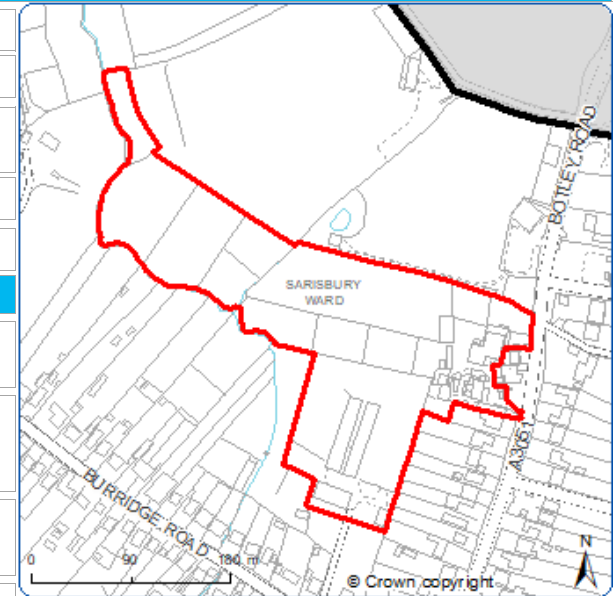 BOTLEY ROAD
SARISBURY
WARD
A3051
BURRIDGE ROAD
N
0 90 180 m
© Crown copyright